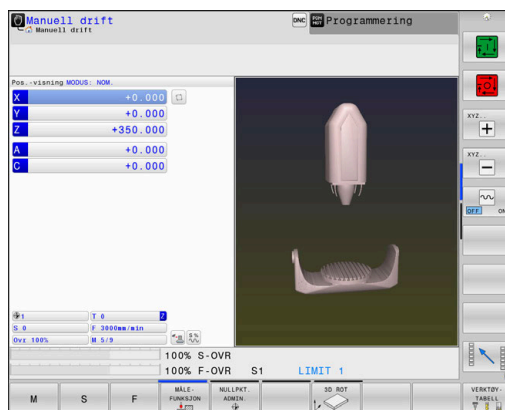 Manuell drift
Manuell drift
DNC
Programmering
Pos.-visning MODUS: NOM.
X +0.000
Y +0.000
Z +350.000
A +0.000
C +0.000
1 T 0 Z
S 0 F 3000mm/min
Ovr 100% M 5/9
S %
100% S-OVR
100% F-OVR S1 LIMIT 1
XYZ..
+
XYZ..
−
OFF ON
M
S
F
MÅLE-
FUNKSJON
NULLPKT.
ADMIN.
3D ROT
VERKTØY-
TABELL